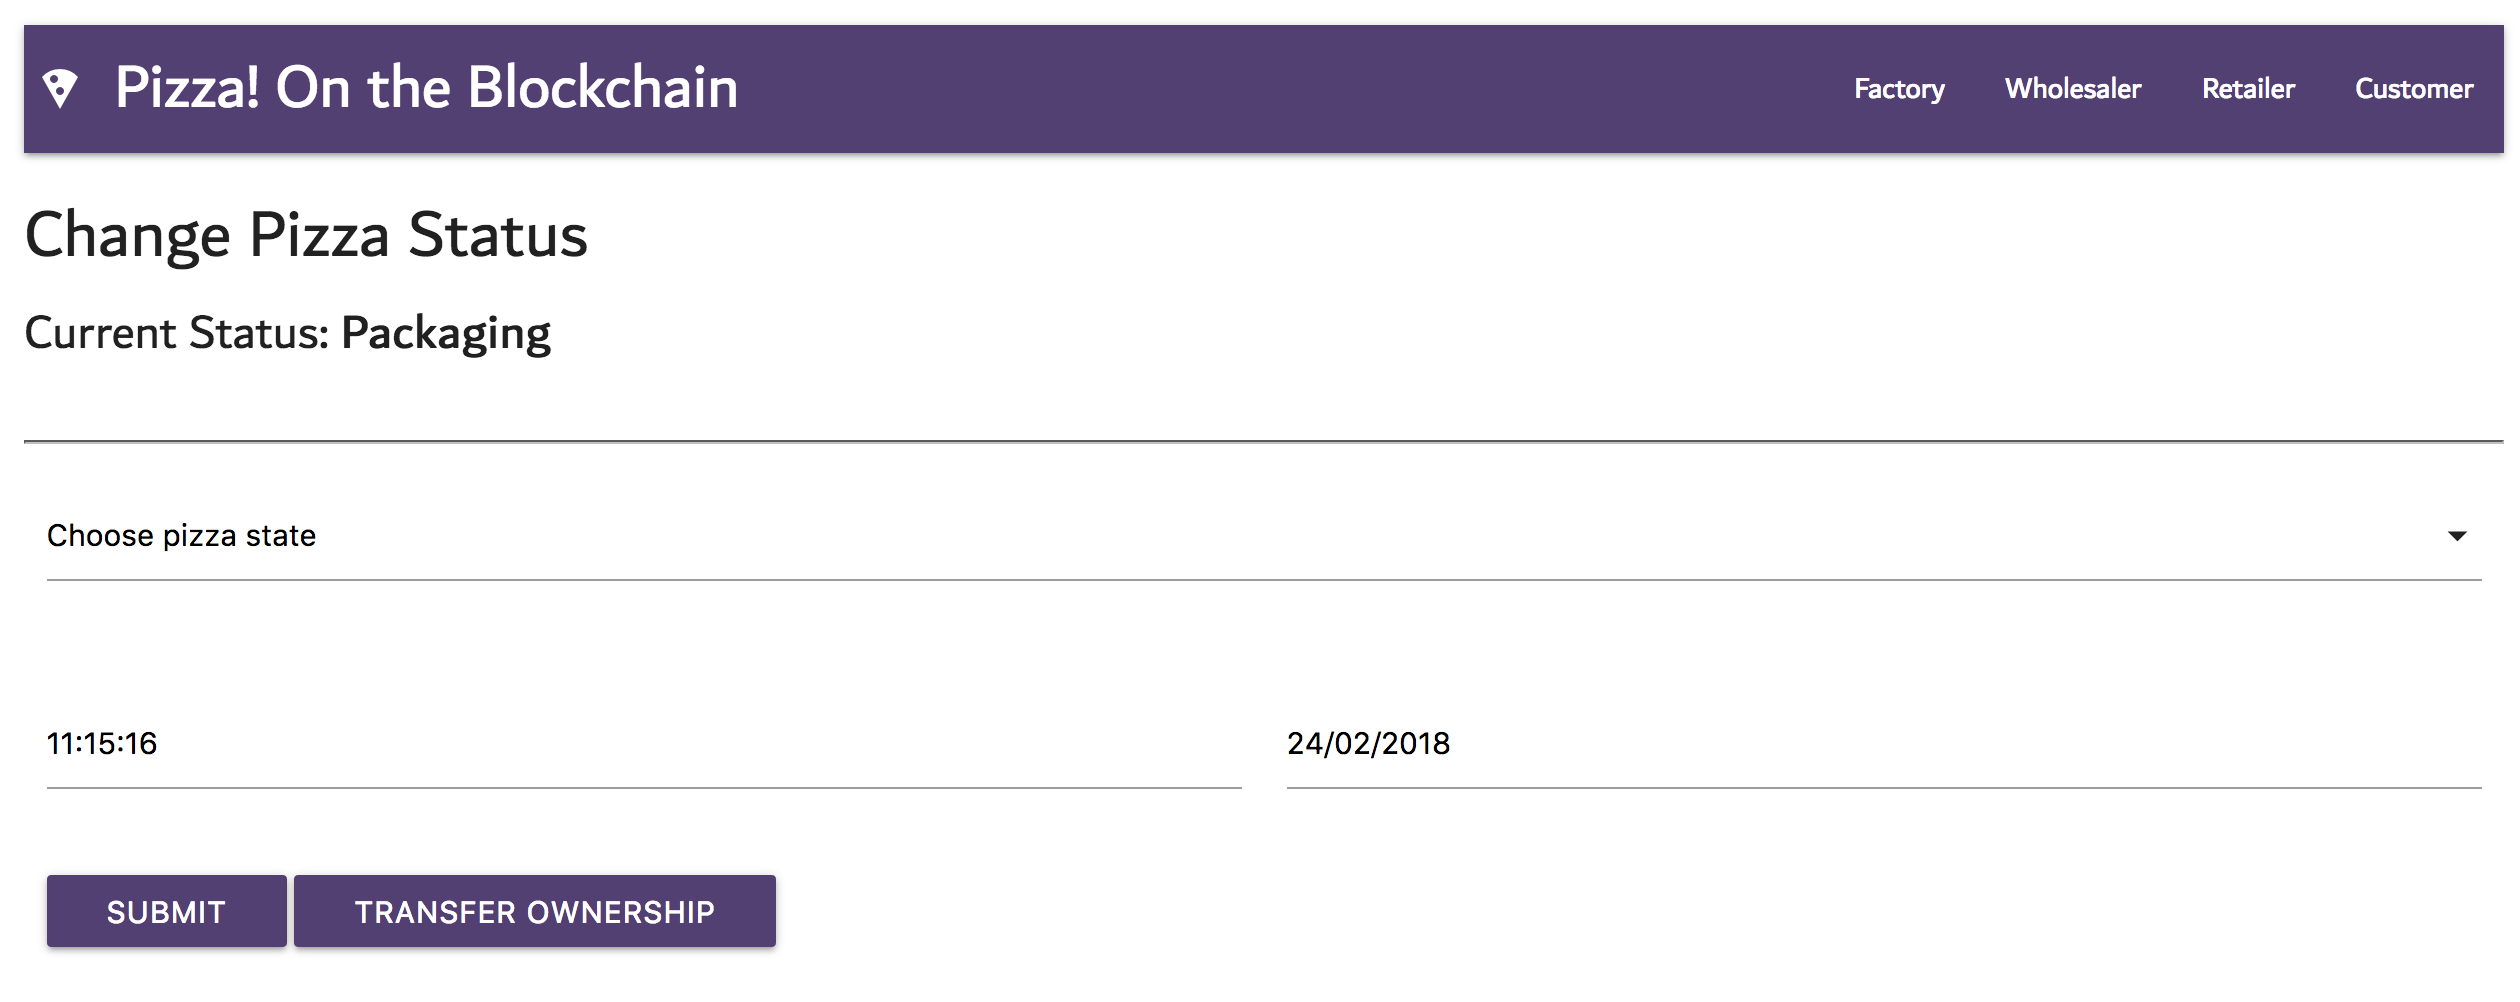 Pizza! On the Blockchain
Factory Wholesaler Retailer Customer
Change Pizza Status
Current Status: Packaging
Choose pizza state
11:15:16 24/02/2018
SUBMIT TRANSFER OWNERSHIP